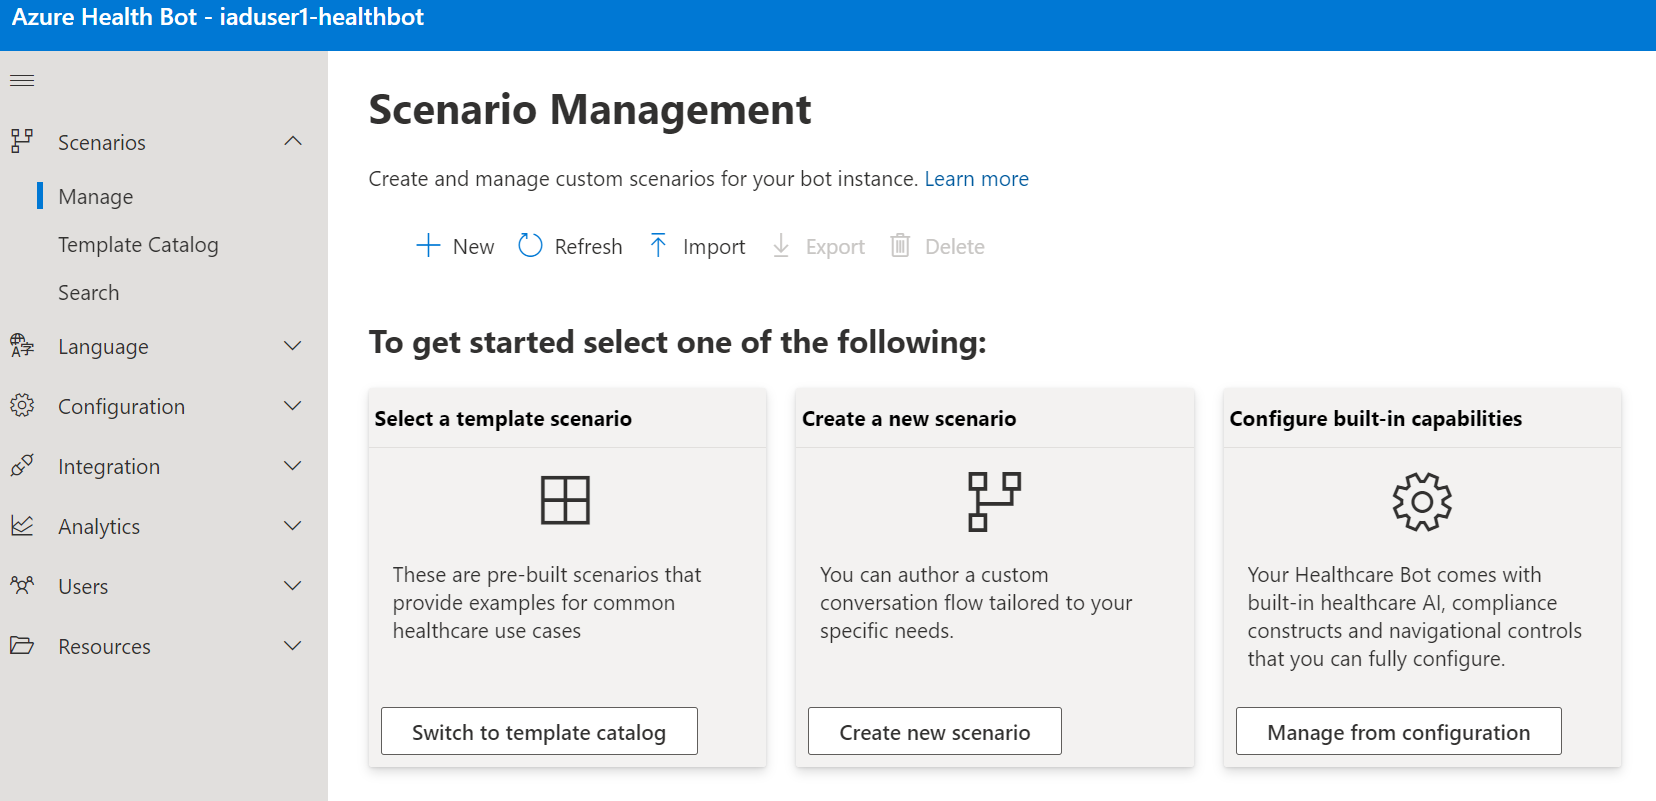 Azure Health Bot - iaduser1-healthbot
Scenarios
Manage
Template Catalog
Search
Language
Configuration
Integration
Analytics
Users
Resources
Scenario Management
Create and manage custom scenarios for your bot instance. Learn more
New Refresh Import Export Delete
To get started select one of the following:
Select a template scenario
These are pre-built scenarios that
provide examples for common
healthcare use cases
Switch to template catalog
Create a new scenario
You can author a custom
conversation flow tailored to your
specific needs.
Create new scenario
Configure built-in capabilities
Your Healthcare Bot comes with
built-in healthcare AI, compliance
constructs and navigational controls
that you can fully configure.
Manage from configuration